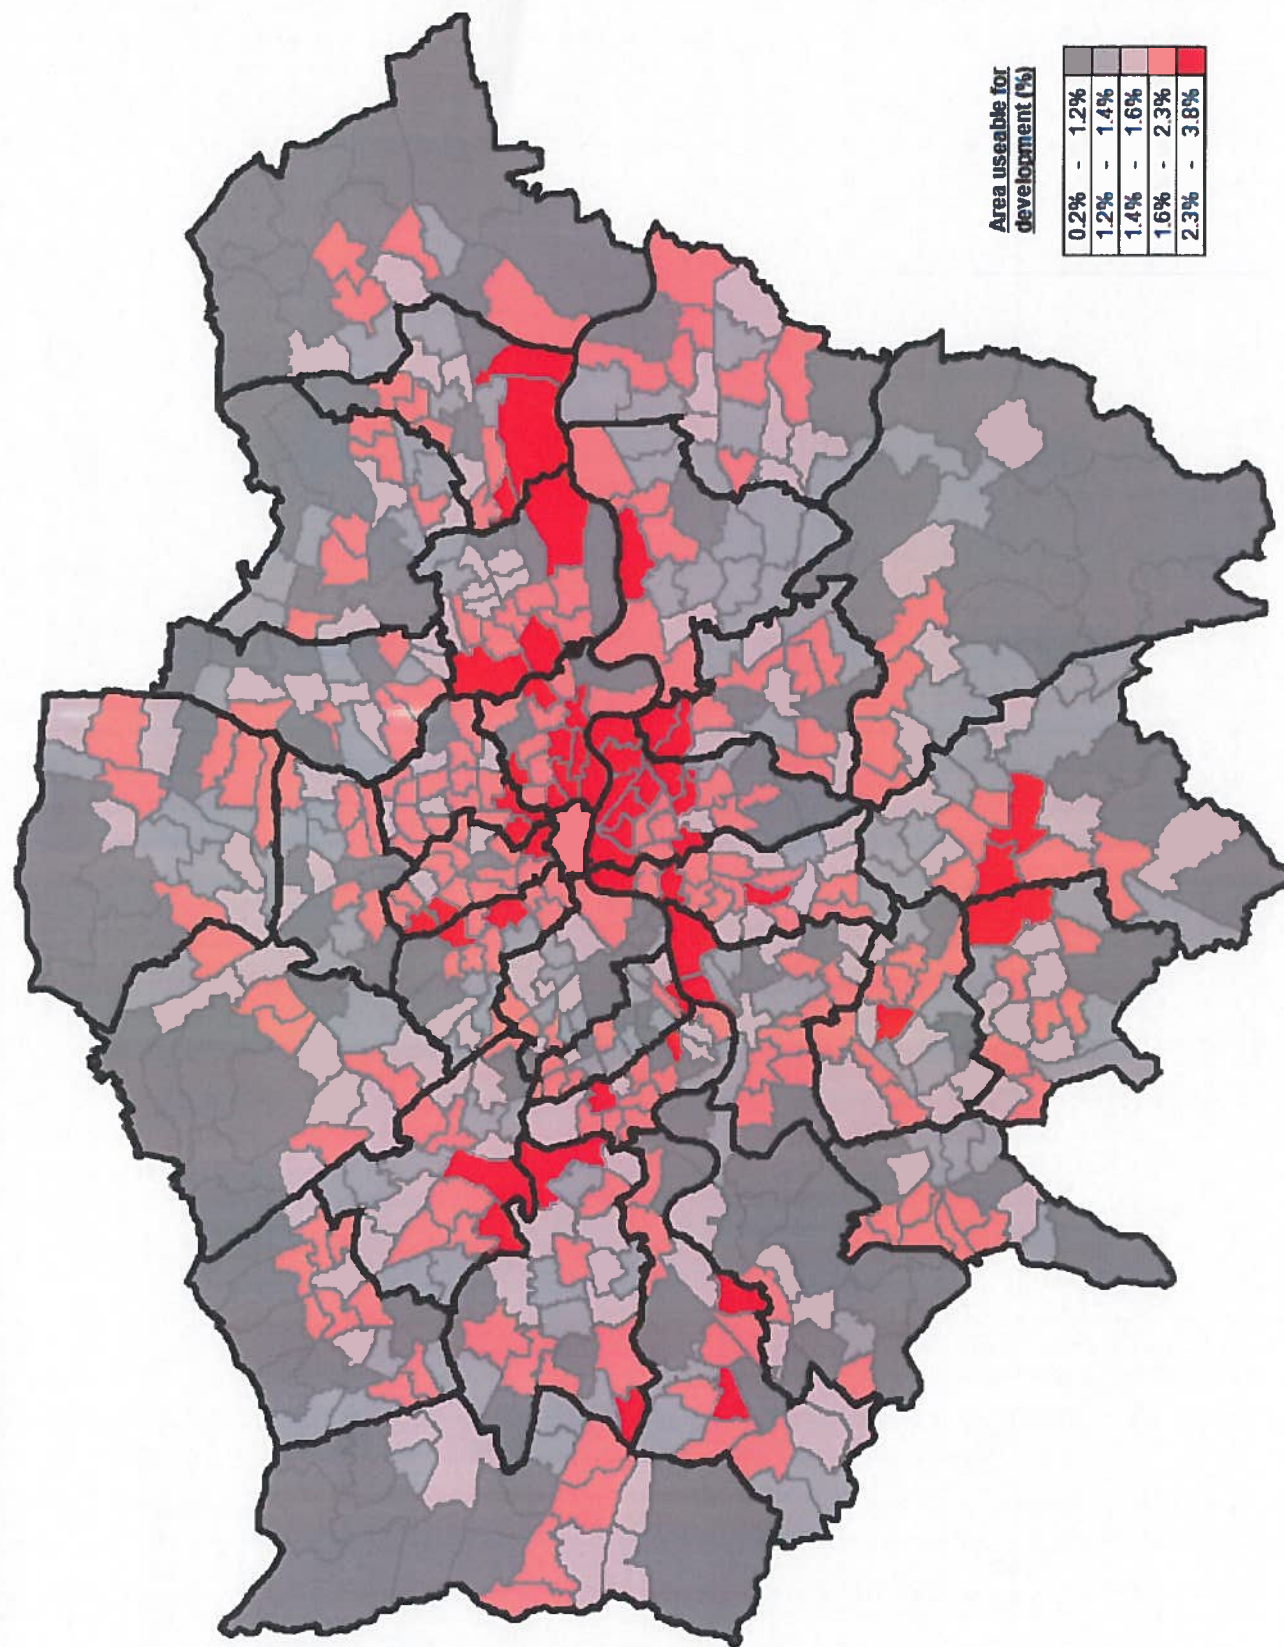 Area useable for
development (%)
0.2% - 1.2%
1.2% - 1.4%
1.4% - 1.6%
1.6% - 2.3%
2.3% - 3.8%